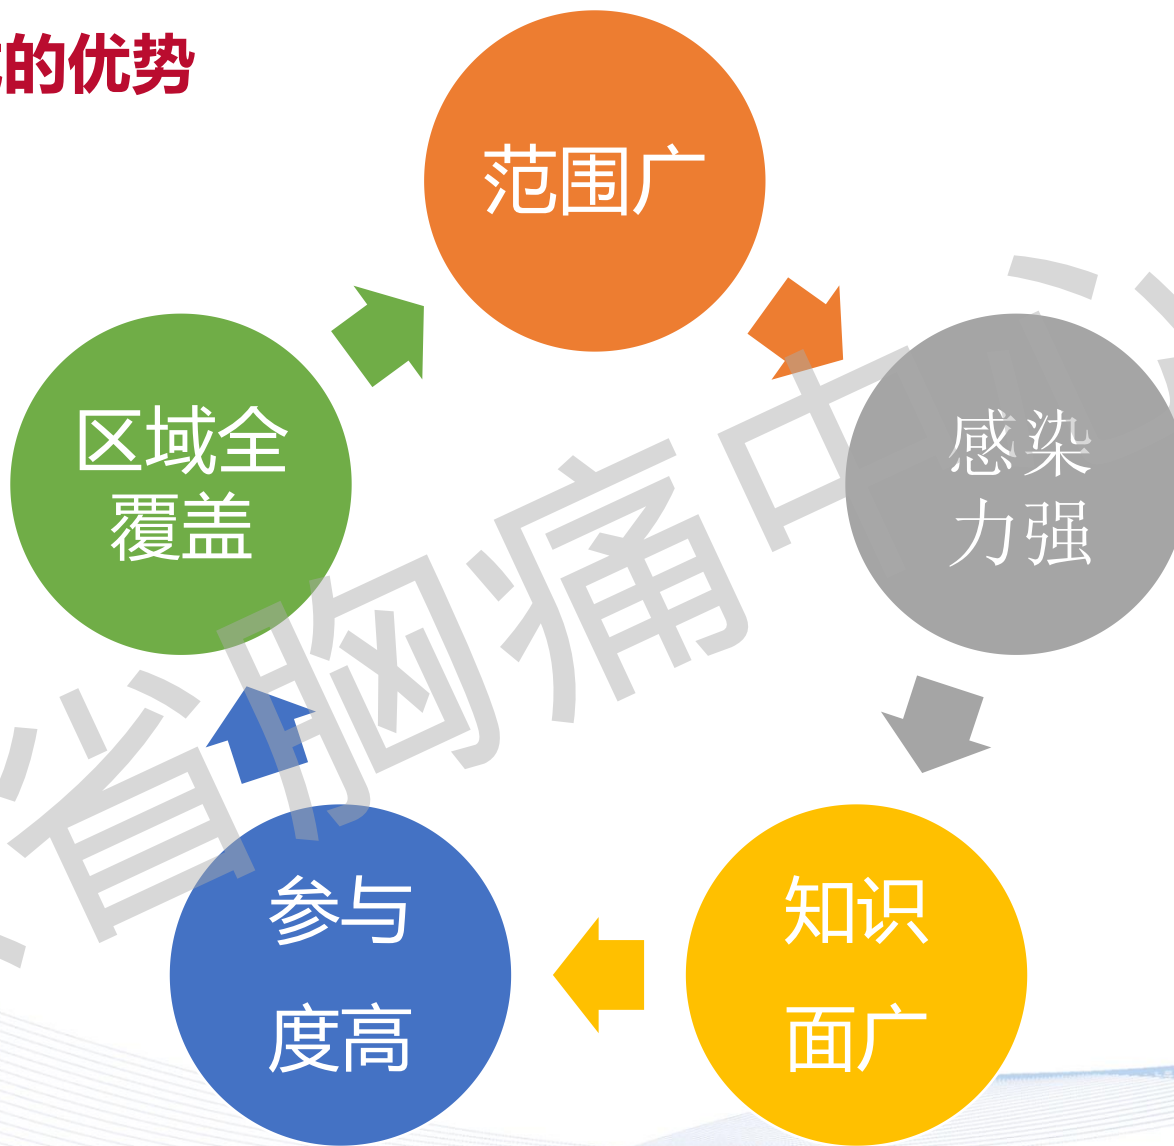 的优势
范围广
感染
力强
知识
面广
参与
度高
区域全
覆盖
省胸痛中